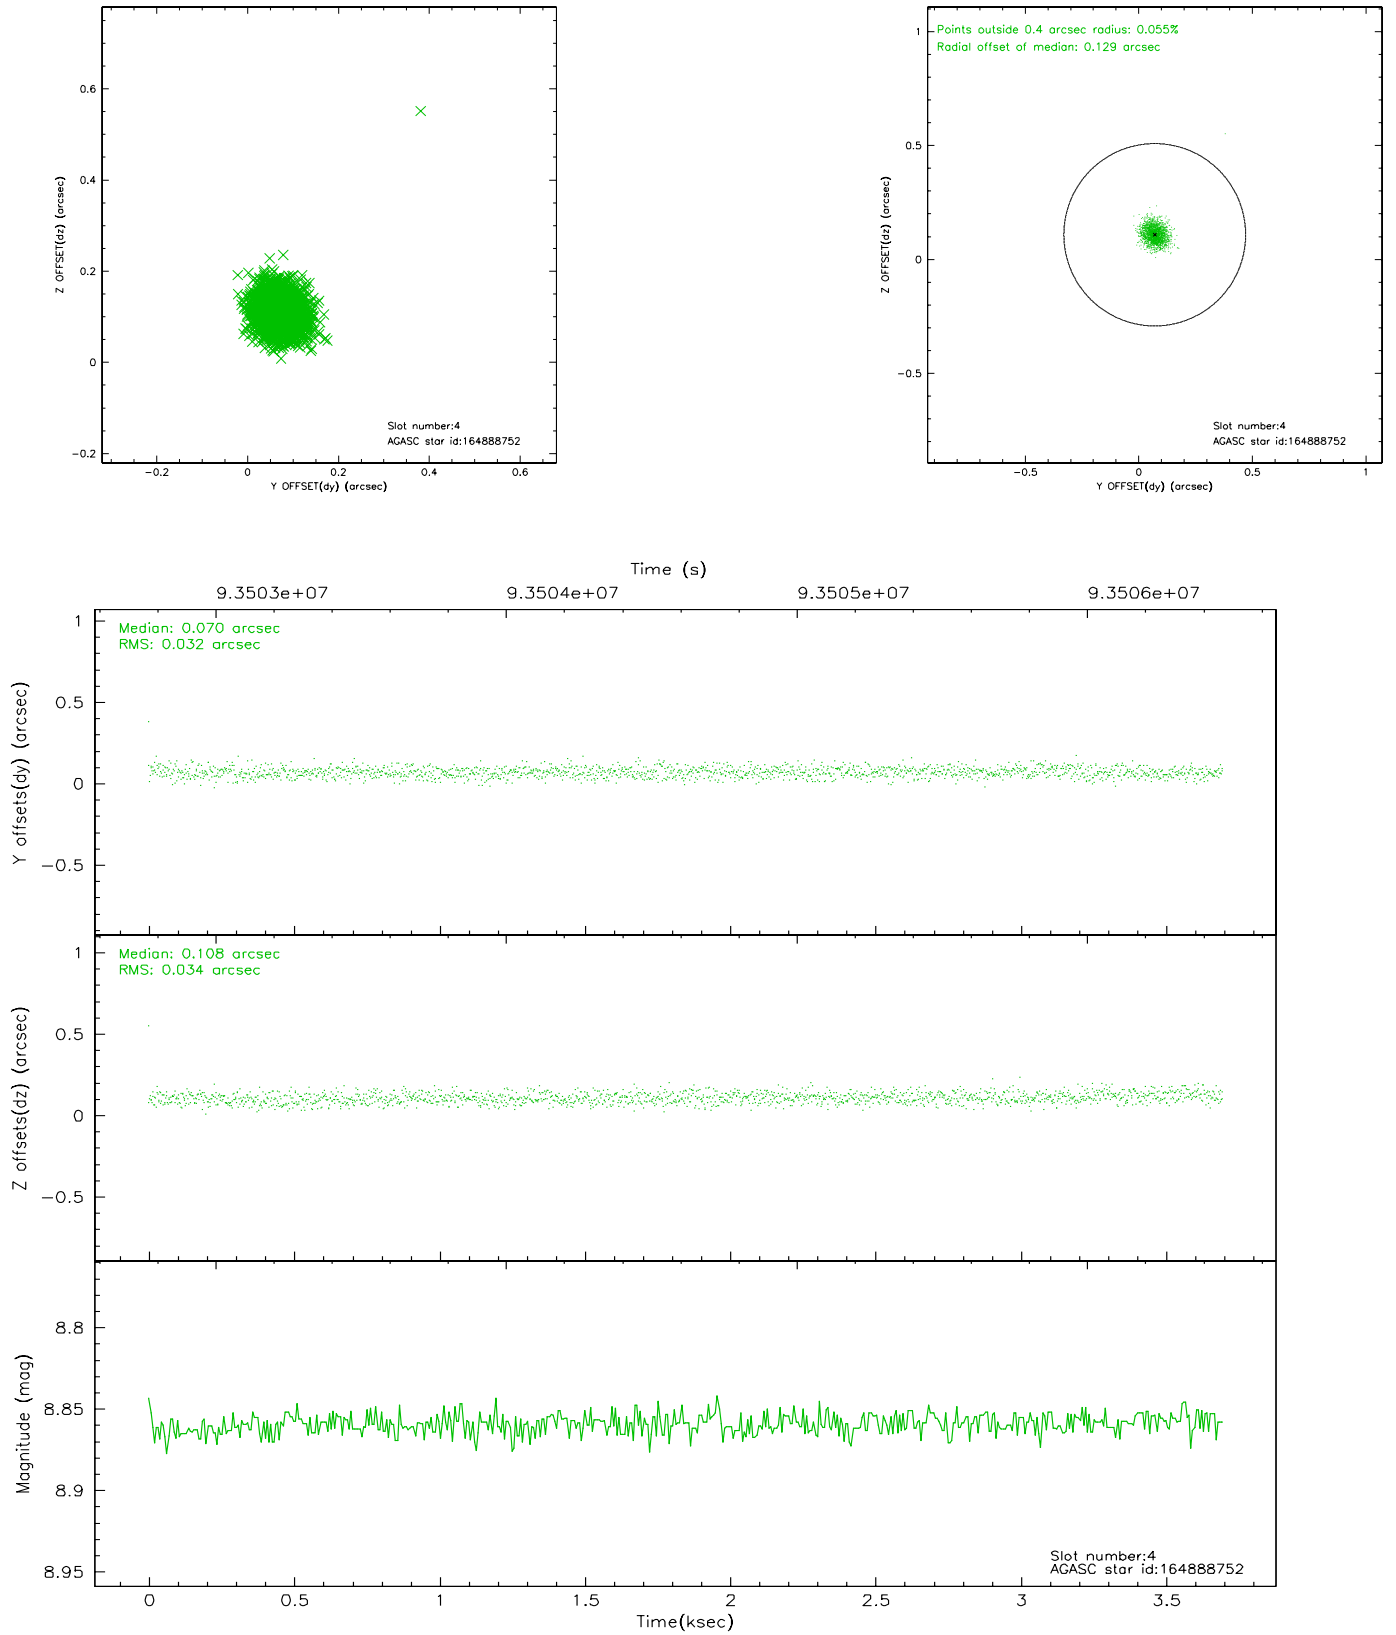 0.6
0.4
0.2
0
−0.2
Z OFFSET(dz) (arcsec)
Slot number:4
AGASC star id:164888752
−0.2 0 0.2 0.4 0.6
Y OFFSET(dy) (arcsec)
Points outside 0.4 arcsec radius: 0.055%
Radial offset of median: 0.129 arcsec
1
0.5
0
−0.5
Z OFFSET(dz) (arcsec)
Slot number:4
AGASC star id:164888752
−0.5 0 0.5 1
Y OFFSET(dy) (arcsec)
Time (s)
9.3503e+07 9.3504e+07 9.3505e+07 9.3506e+07
Median: 0.070 arcsec
RMS: 0.032 arcsec
1
0.5
0
−0.5
Y offsets(dy) (arcsec)
Median: 0.108 arcsec
RMS: 0.034 arcsec
1
0.5
0
−0.5
Z offsets(dz) (arcsec)
8.8
8.85
8.9
8.95
Magnitude (mag)
Slot number:4
AGASC star id:164888752
0 0.5 1 1.5 2 2.5 3 3.5
Time(ksec)